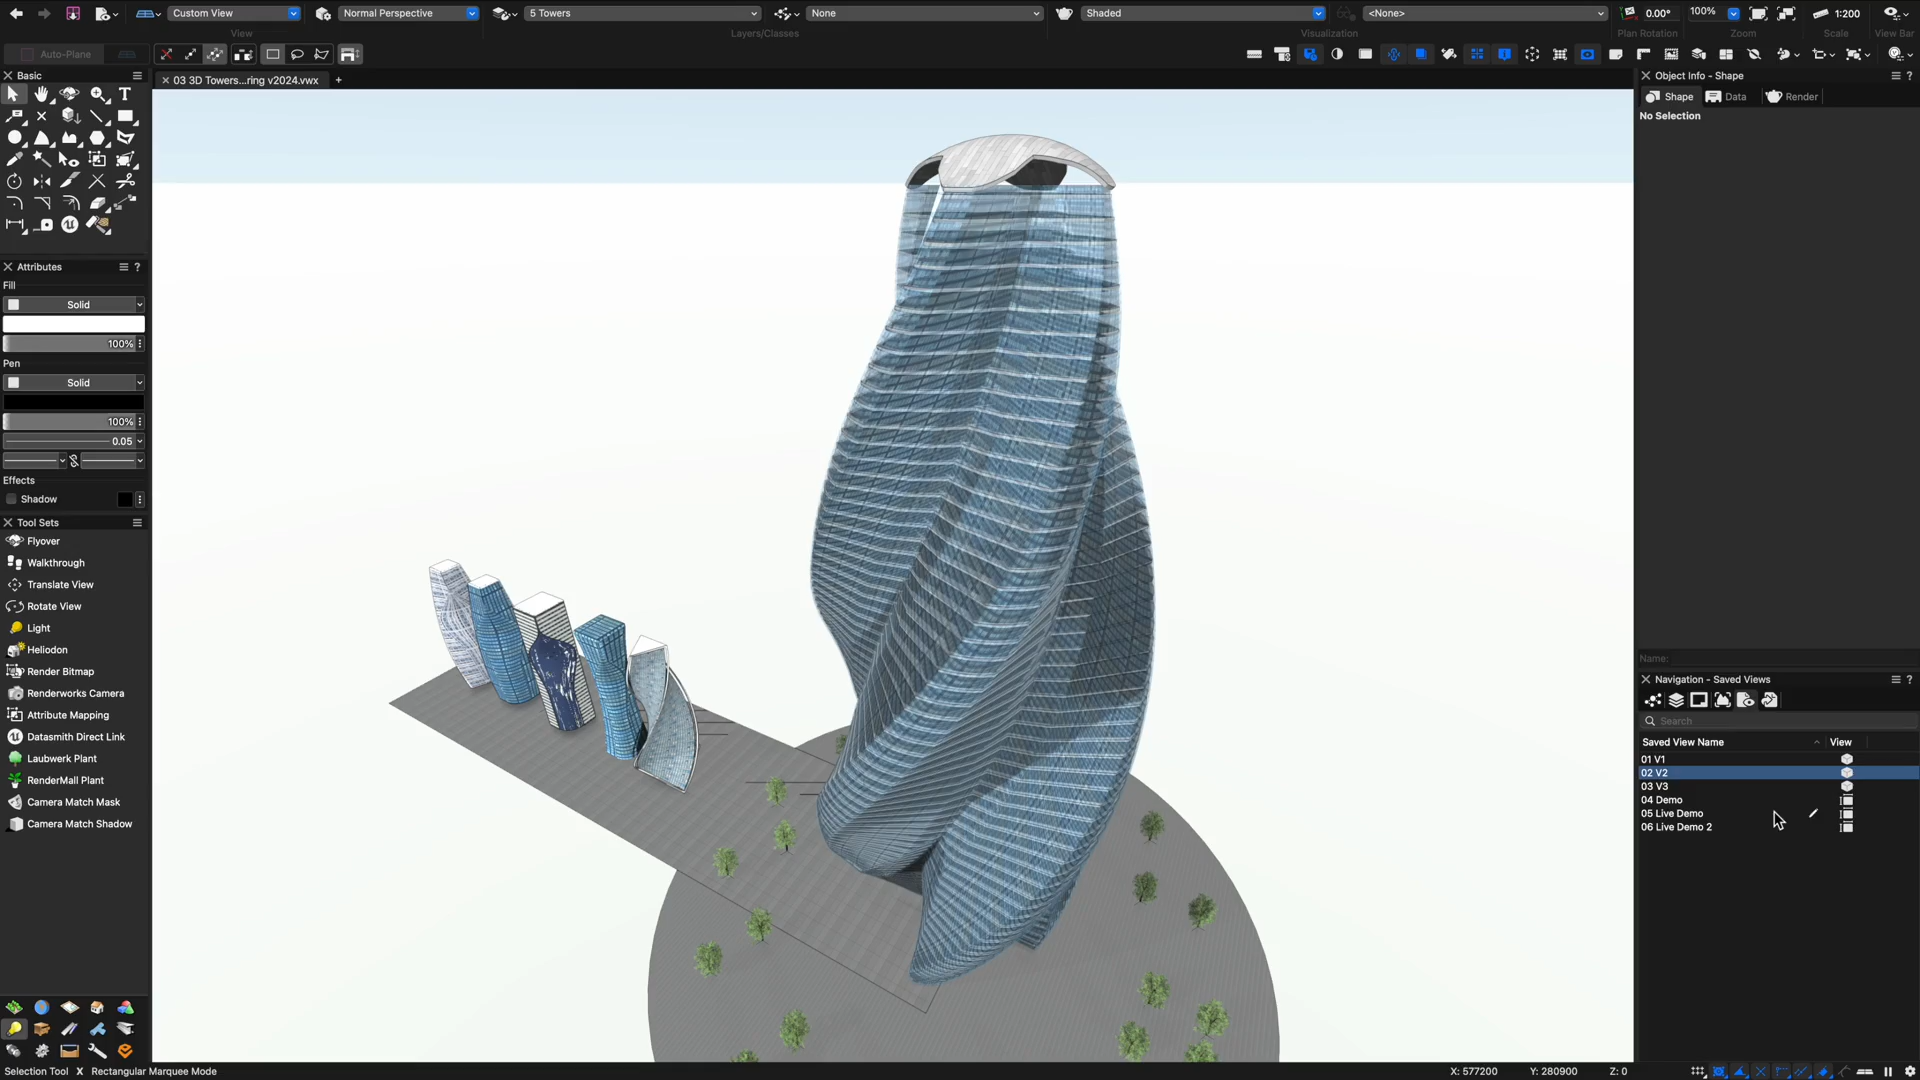 Custom View
Normal Perspective
5 Towers
None
Shaded
<None>
0.00°
100%
1:200
View
Layers/Classes
Visualization
Plan Rotation
Zoom
Scale
View Bar
Auto-Plane
Basic
03 3D Towers...ring v2024.vwx
+
Object Info - Shape
?
Shape
Data
Render
No Selection
Attributes
?
Fill
Solid
100%
Pen
Solid
100%
0.05
Effects
Shadow
Tool Sets
Flyover
Walkthrough
Translate View
Rotate View
Light
Heliodon
Render Bitmap
Renderworks Camera
Attribute Mapping
Datasmith Direct Link
Laubwerk Plant
RenderMall Plant
Camera Match Mask
Camera Match Shadow
Name:
Navigation - Saved Views
?
Search
Saved View Name
View
01 V1
02 V2
03 V3
04 Demo
05 Live Demo
06 Live Demo 2
Selection Tool
X
Rectangular Marquee Mode
X: 577200
Y: 280900
Z: 0